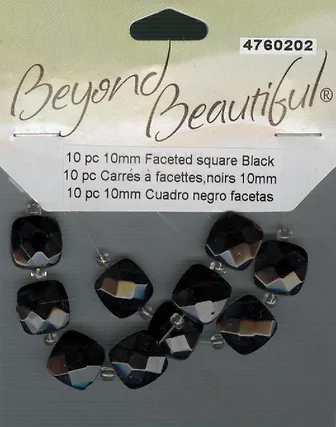 4760202
Beyond
Beautiful®
10 pc 10mm Faceted square Black
10 pc Carrés à facettes,noirs 10mm
10 pc 10mm Cuadro negro facetas